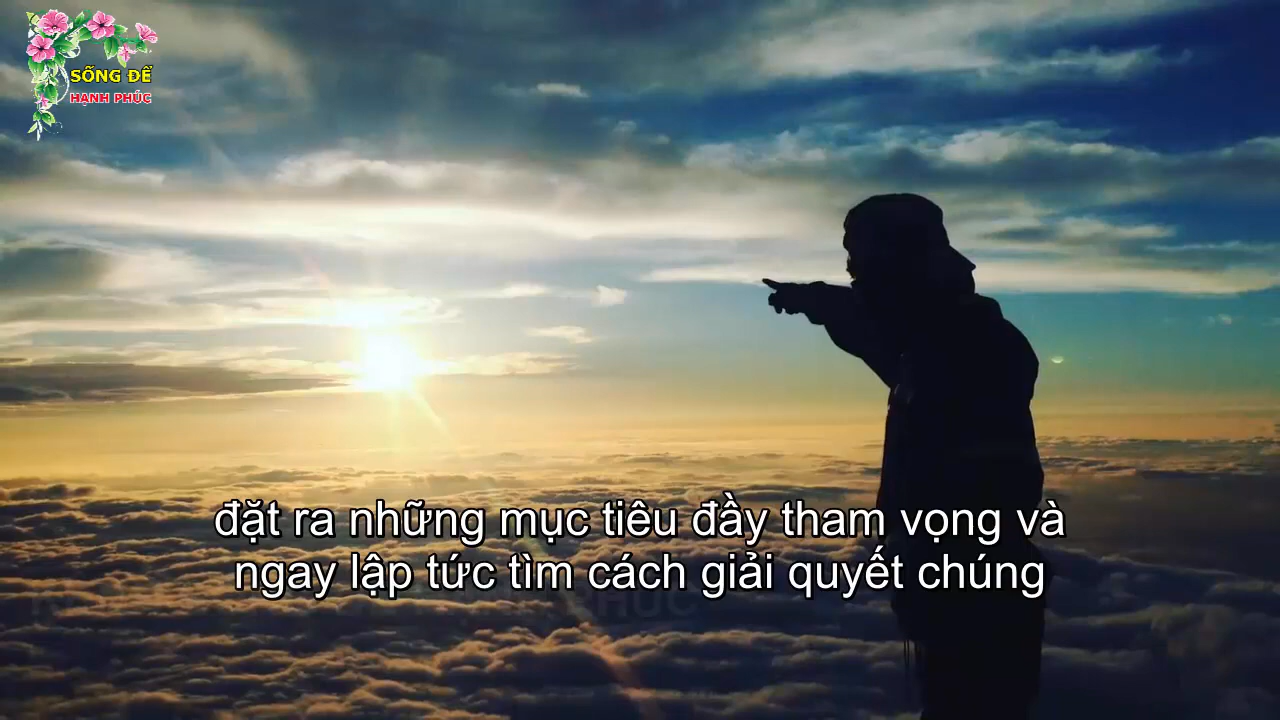 SỐNG ĐỂ
HẠNH PHÚC
đặt ra những mục tiêu đầy tham vọng và
ngay lập tức tìm cách giải quyết chúng
PHÚC